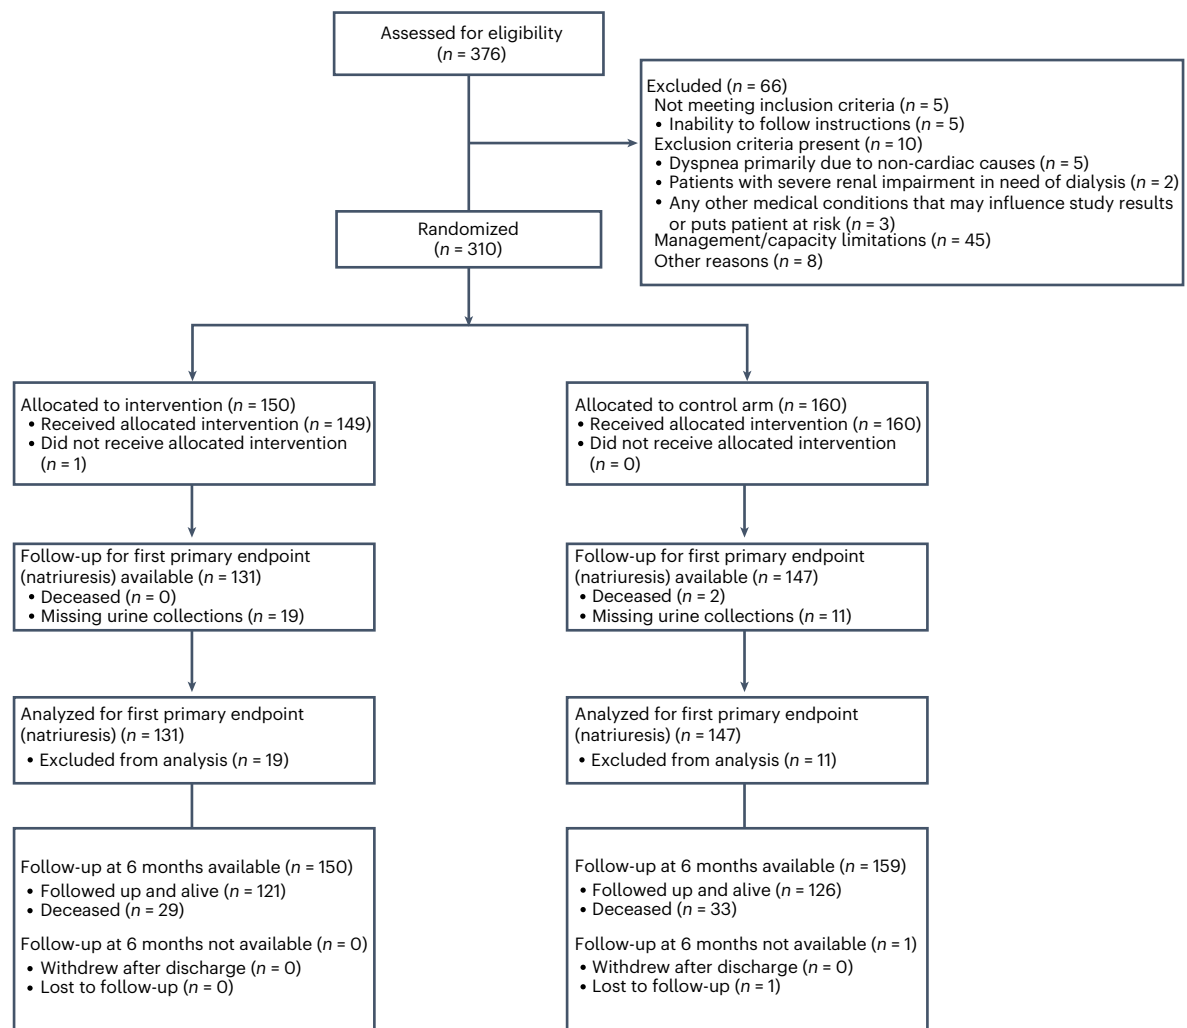 Assessed for eligibility
(n = 376)
Excluded (n = 66)
Not meeting inclusion criteria (n = 5)
• Inability to follow instructions (n = 5)
Exclusion criteria present (n = 10)
• Dyspnea primarily due to non-cardiac causes (n = 5)
• Patients with severe renal impairment in need of dialysis (n = 2)
• Any other medical conditions that may influence study results
or puts patient at risk (n = 3)
Management/capacity limitations (n = 45)
Other reasons (n = 8)
Randomized
(n = 310)
Allocated to intervention (n = 150)
• Received allocated intervention (n = 149)
• Did not receive allocated intervention
(n = 1)
Allocated to control arm (n = 160)
• Received allocated intervention (n = 160)
• Did not receive allocated intervention
(n = 0)
Follow-up for first primary endpoint
(natriuresis) available (n = 131)
• Deceased (n = 0)
• Missing urine collections (n = 19)
Follow-up for first primary endpoint
(natriuresis) available (n = 147)
• Deceased (n = 2)
• Missing urine collections (n = 11)
Analyzed for first primary endpoint
(natriuresis) (n = 131)
• Excluded from analysis (n = 19)
Analyzed for first primary endpoint
(natriuresis) (n = 147)
• Excluded from analysis (n = 11)
Follow-up at 6 months available (n = 150)
• Followed up and alive (n = 121)
• Deceased (n = 29)
Follow-up at 6 months not available (n = 0)
• Withdrew after discharge (n = 0)
• Lost to follow-up (n = 0)
Follow-up at 6 months available (n = 159)
• Followed up and alive (n = 126)
• Deceased (n = 33)
Follow-up at 6 months not available (n = 1)
• Withdrew after discharge (n = 0)
• Lost to follow-up (n = 1)